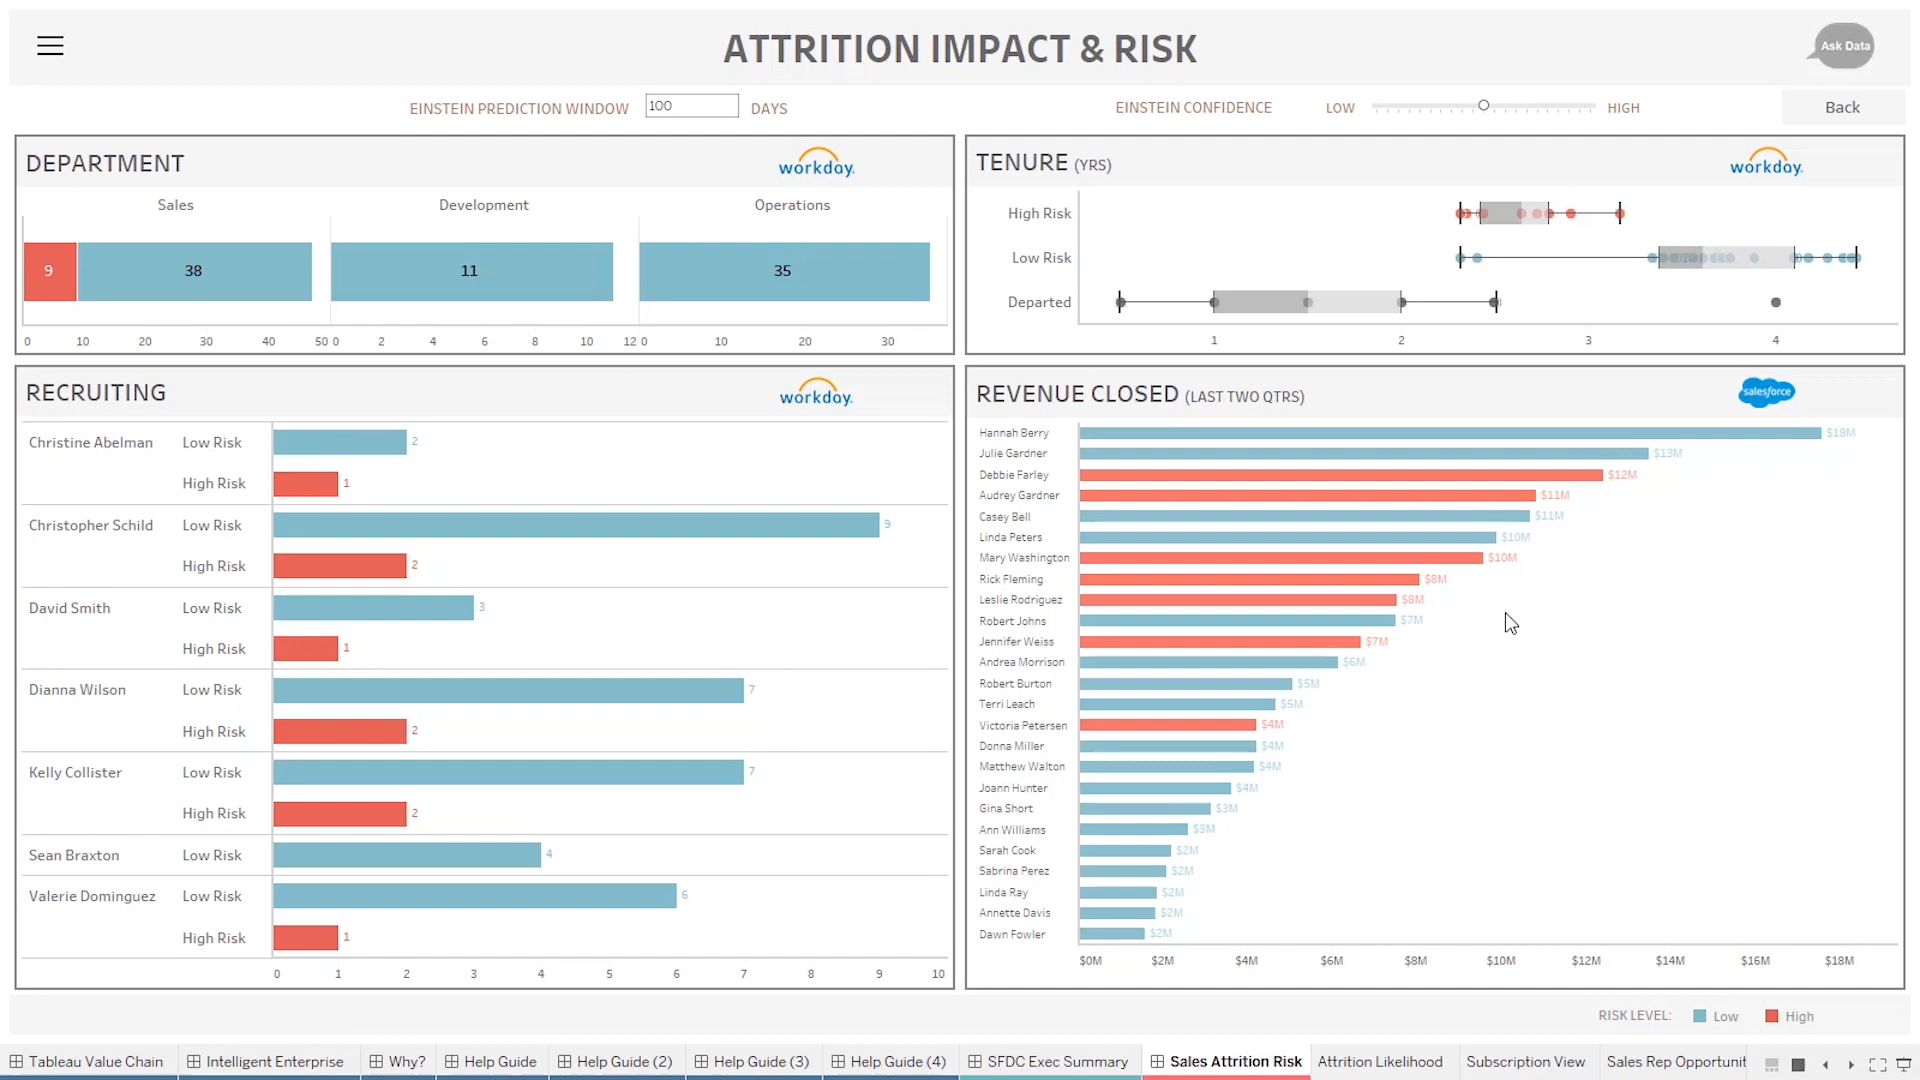 ATTRITION IMPACT & RISK
Ask Data
EINSTEIN PREDICTION WINDOW 100 DAYS
EINSTEIN CONFIDENCE LOW HIGH
Back
DEPARTMENT
workday.
Sales Development Operations
9 38 11 35
0 10 20 30 40 50 0 2 4 6 8 10 12 0 10 20 30
TENURE (YRS)
workday.
High Risk
Low Risk
Departed
1 2 3 4
RECRUITING
workday.
Christine Abelman Low Risk 2
High Risk 1
Christopher Schild Low Risk 9
High Risk 2
David Smith Low Risk 3
High Risk 1
Dianna Wilson Low Risk 7
High Risk 2
Kelly Collister Low Risk 7
High Risk 2
Sean Braxton Low Risk 4
Valerie Dominguez Low Risk 6
High Risk 1
0 1 2 3 4 5 6 7 8 9 10
REVENUE CLOSED (LAST TWO QTRS)
salesforce
Hannah Berry $18M
Julie Gardner $13M
Debbie Farley $12M
Audrey Gardner $11M
Casey Bell $11M
Linda Peters $10M
Mary Washington $10M
Rick Fleming $8M
Leslie Rodriguez $8M
Robert Johns $7M
Jennifer Weiss $7M
Andrea Morrison $6M
Robert Burton $5M
Terri Leach $5M
Victoria Petersen $4M
Donna Miller $4M
Matthew Walton $4M
Joann Hunter $4M
Gina Short $3M
Ann Williams $3M
Sarah Cook $2M
Sabrina Perez $2M
Linda Ray $2M
Annette Davis $2M
Dawn Fowler $2M
$0M $2M $4M $6M $8M $10M $12M $14M $16M $18M
RISK LEVEL: Low High
Tableau Value Chain Intelligent Enterprise Why? Help Guide Help Guide (2) Help Guide (3) Help Guide (4) SFDC Exec Summary Sales Attrition Risk Attrition Likelihood Subscription View Sales Rep Opportunit